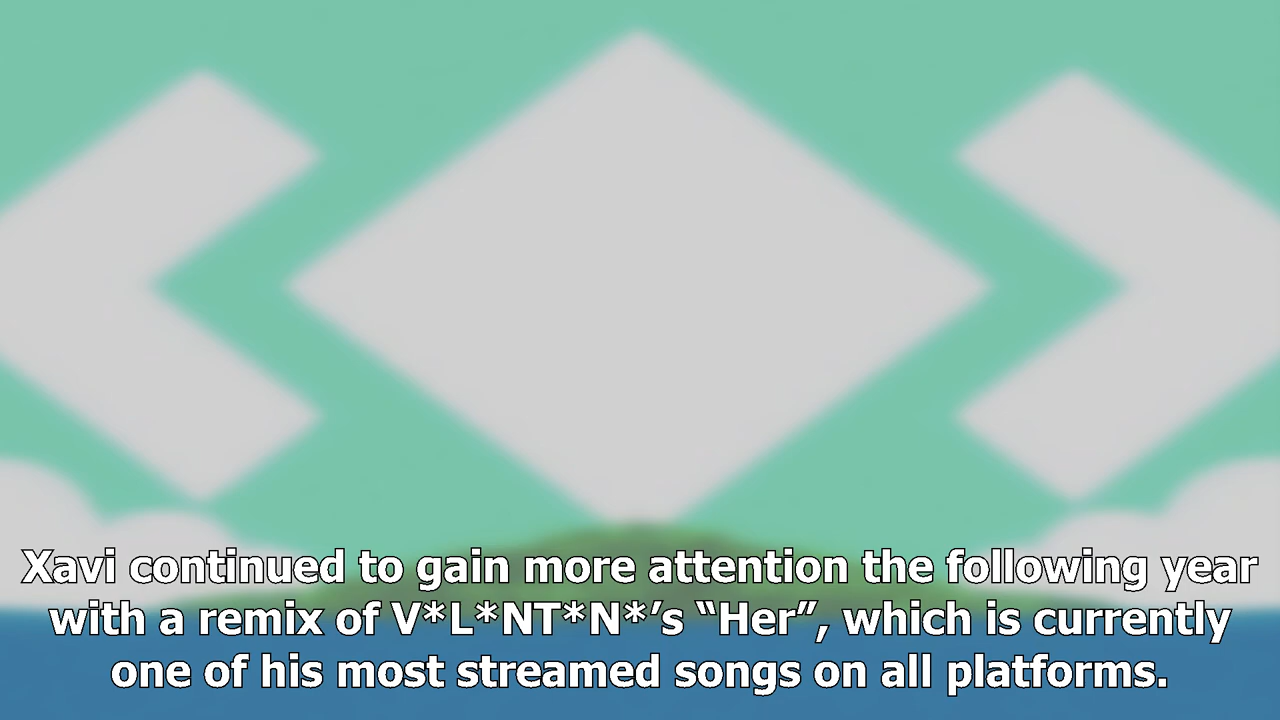 Xavi continued to gain more attention the following year
with a remix of V*L*NT*N*’s “Her”, which is currently
one of his most streamed songs on all platforms.